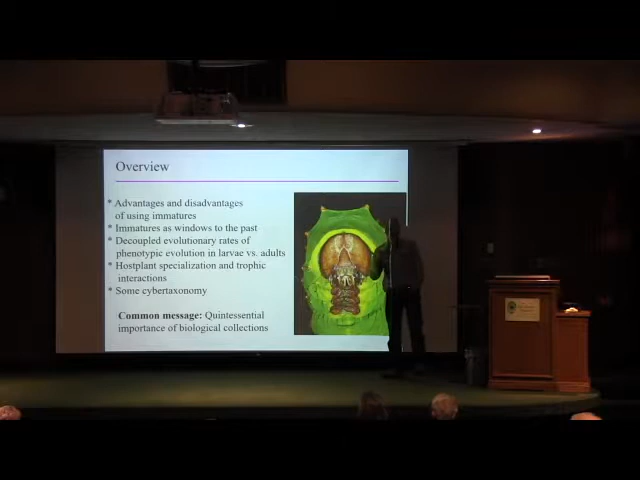 Overview
* Advantages and disadvantages
of using immatures
* Immatures as windows to the past
* Decoupled evolutionary rates of
phenotypic evolution in larvae vs. adults
* Hostplant specialization and trophic
interactions
* Some cybertaxonomy
Common message: Quintessential
importance of biological collections